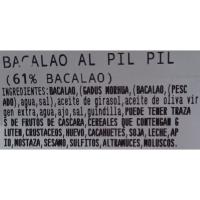 BACALAO AL PIL PIL
(61% BACALAO)
INGREDIENTES:BACALAO,(GADUS MORHUA,(BACALAO,(PESC
ADO),agua,sal),aceite de girasol,aceite de oliva vir
gen extra,agua,ajo,sal,guindilla,PUEDE TENER TRAZA
S DE FRUTOS DE CASCARA,CEREALES QUE CONTENGAN G
LUTEN,CRUSTACEOS,HUEVO,CACAHUETES,SOJA,LECHE,AP
IO,MOSTAZA,SESAMO,SULFITOS,ALTRAMUCES,MOLUSCOS.